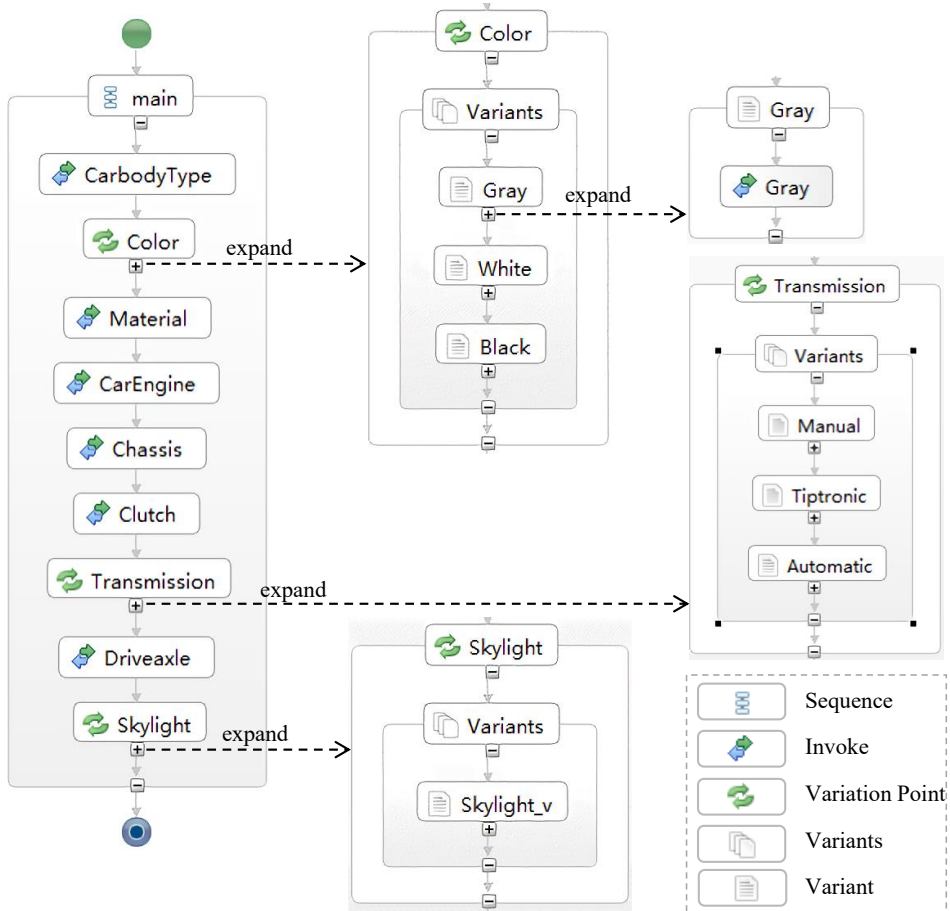 main
CarbodyType
Color
expand
Material
CarEngine
Chassis
Clutch
Transmission
expand
Driveaxle
Skylight
expand
Color
Variants
Gray
expand
White
Black
Gray
Gray
Transmission
Variants
Manual
Tiptronic
Automatic
Skylight
Variants
Skylight_v
Sequence
Invoke
Variation Point
Variants
Variant